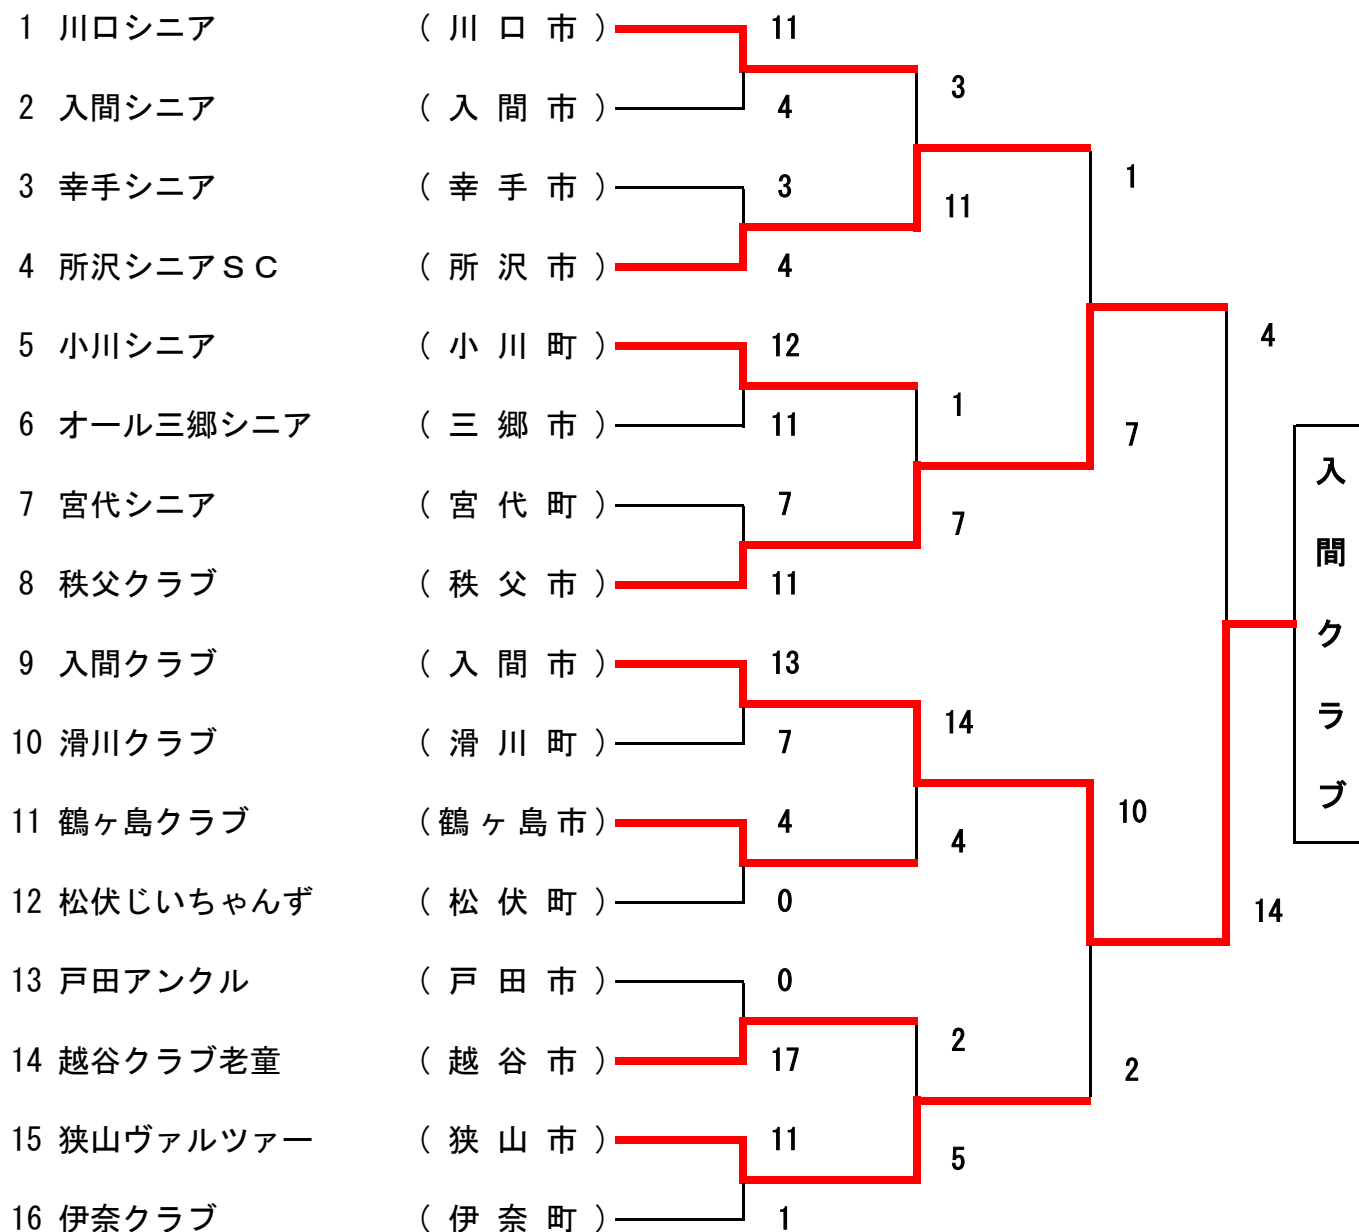 1 川口シニア （ 川 口 市 ） 11
3
2 入間シニア （ 入 間 市 ） 4
1
3 幸手シニア （ 幸 手 市 ） 3
11
4 所沢シニアＳＣ （ 所 沢 市 ） 4
4
5 小川シニア （ 小 川 町 ） 12
1
6 オール三郷シニア （ 三 郷 市 ） 11
7
7 宮代シニア （ 宮 代 町 ） 7
7
8 秩父クラブ （ 秩 父 市 ） 11
入間クラブ
9 入間クラブ （ 入 間 市 ） 13
14
10 滑川クラブ （ 滑 川 町 ） 7
10
11 鶴ヶ島クラブ （鶴ヶ島市） 4
4
12 松伏じいちゃんず （ 松 伏 町 ） 0
14
13 戸田アンクル （ 戸 田 市 ） 0
2
14 越谷クラブ老童 （ 越 谷 市 ） 17
2
15 狭山ヴァルツァー （ 狭 山 市 ） 11
5
16 伊奈クラブ （ 伊 奈 町 ） 1